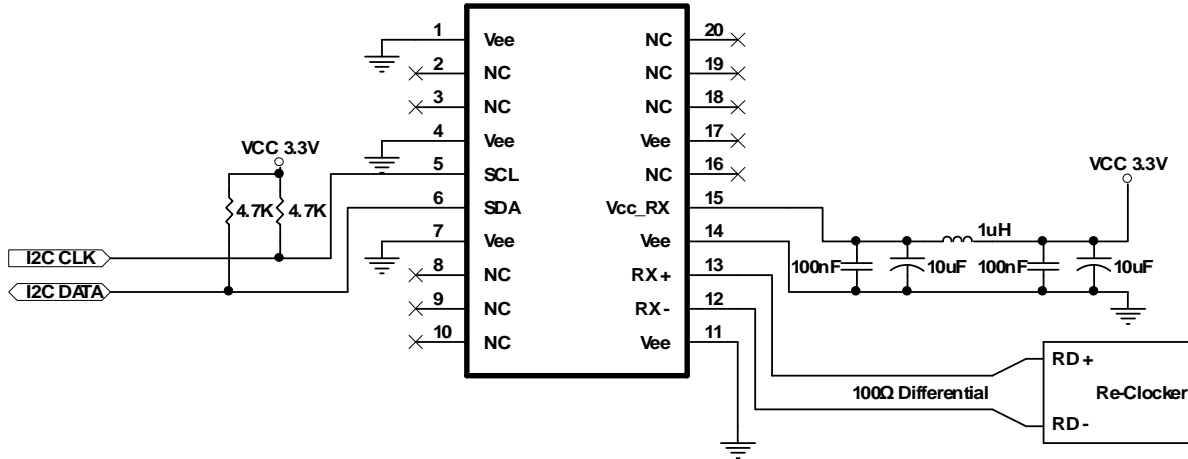 1 Vee NC 20
2 NC NC 19
3 NC NC 18
4 Vee Vee 17
VCC 3.3V
5 SCL NC 16
VCC 3.3V
4.7K 4.7K
6 SDA Vcc_RX 15
1uH
7 Vee Vee 14
I2C CLK
100nF 10uF 100nF 10uF
8 NC RX+ 13
I2C DATA
9 NC RX- 12
10 NC Vee 11
RD+
100Ω Differential
Re-Clocker
RD-